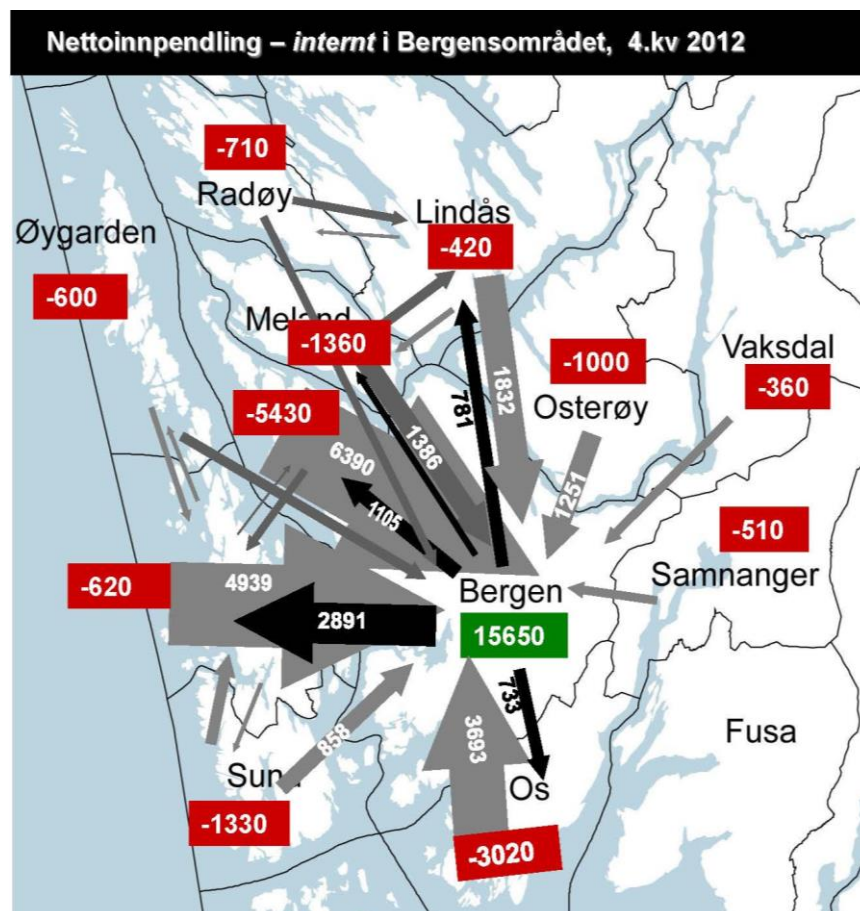 Nettoinnpendling – internt i Bergensområdet, 4.kv 2012
-710
Radøy
Lindås
-420
Øygarden
-600
Meland
-1360
-1000
Osterøy
Vaksdal
-360
-5430
6390
1386
781
1832
1251
1105
-510
Samnanger
-620
4939
2891
Bergen
15650
733
3693
858
Fusa
Sund
-1330
Os
-3020